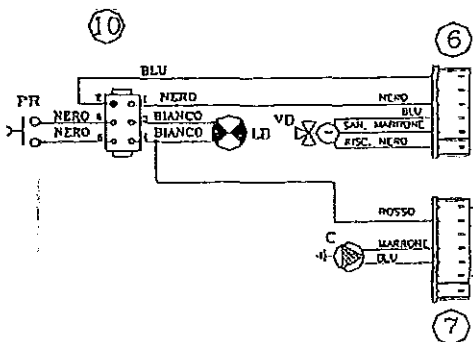 10
6
BLU
PR
NERO
NERO
NERO
BIANCO
BIANCO
LB
VD
NERO
BLU
SAN. MARRONE
RISC. NERO
ROSSO
C
MARRONE
BLU
7